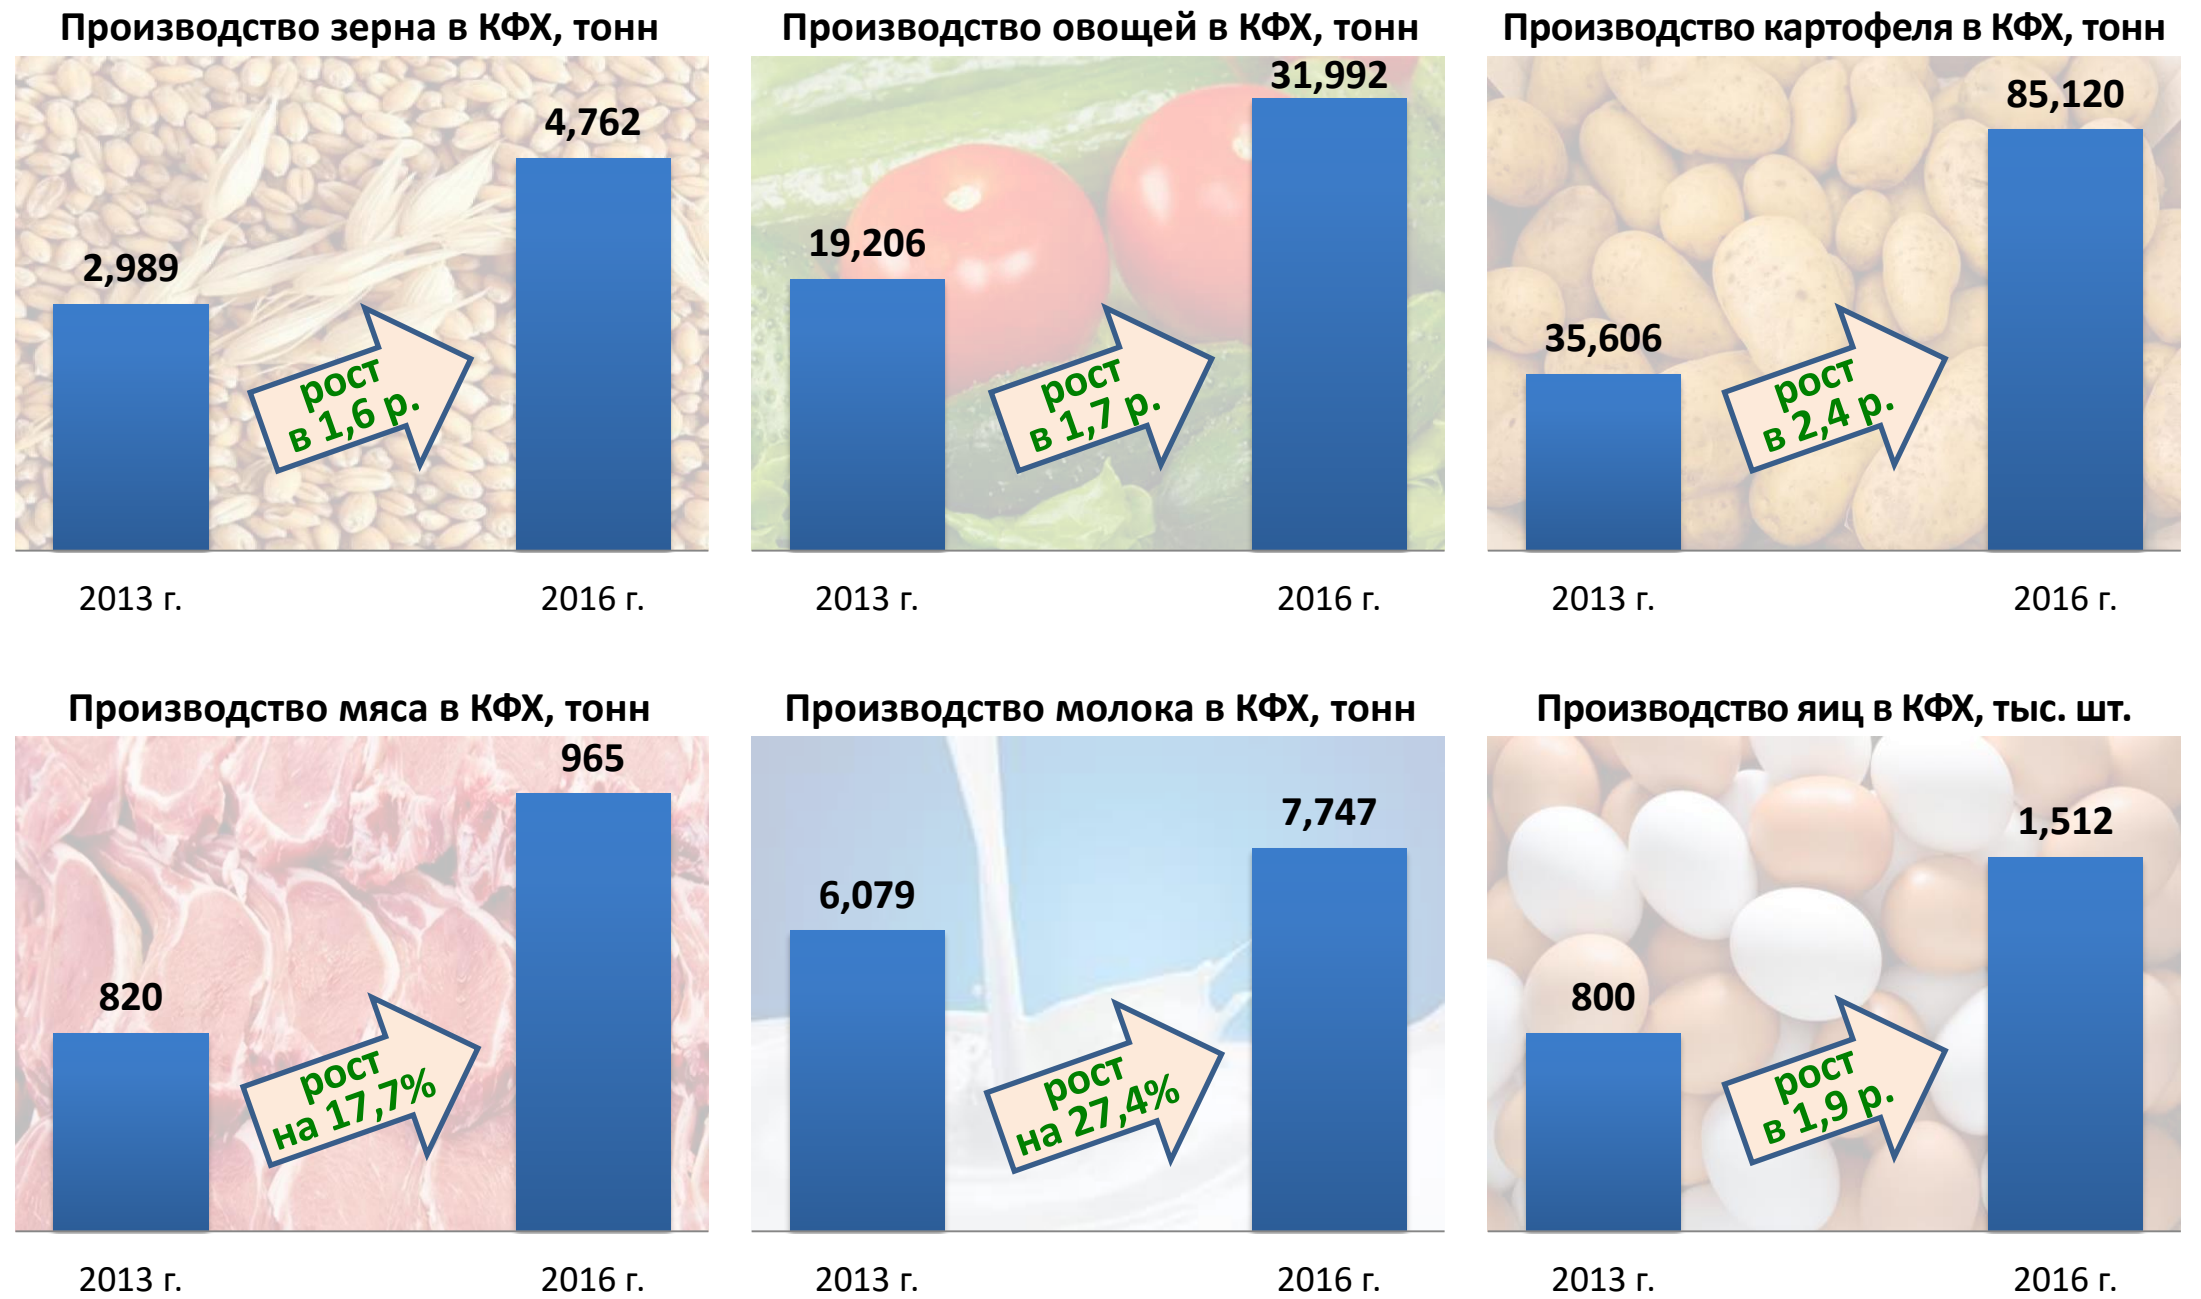 Производство зерна в КФХ, тонн
4,762
2,989
рост
в 1,6 р.
2013 г.
2016 г.
Производство овощей в КФХ, тонн
31,992
19,206
рост
в 1,7 р.
2013 г.
2016 г.
Производство картофеля в КФХ, тонн
85,120
35,606
рост
в 2,4 р.
2013 г.
2016 г.
Производство мяса в КФХ, тонн
965
820
рост
на 17,7%
2013 г.
2016 г.
Производство молока в КФХ, тонн
7,747
6,079
рост
на 27,4%
2013 г.
2016 г.
Производство яиц в КФХ, тыс. шт.
1,512
800
рост
в 1,9 р.
2013 г.
2016 г.